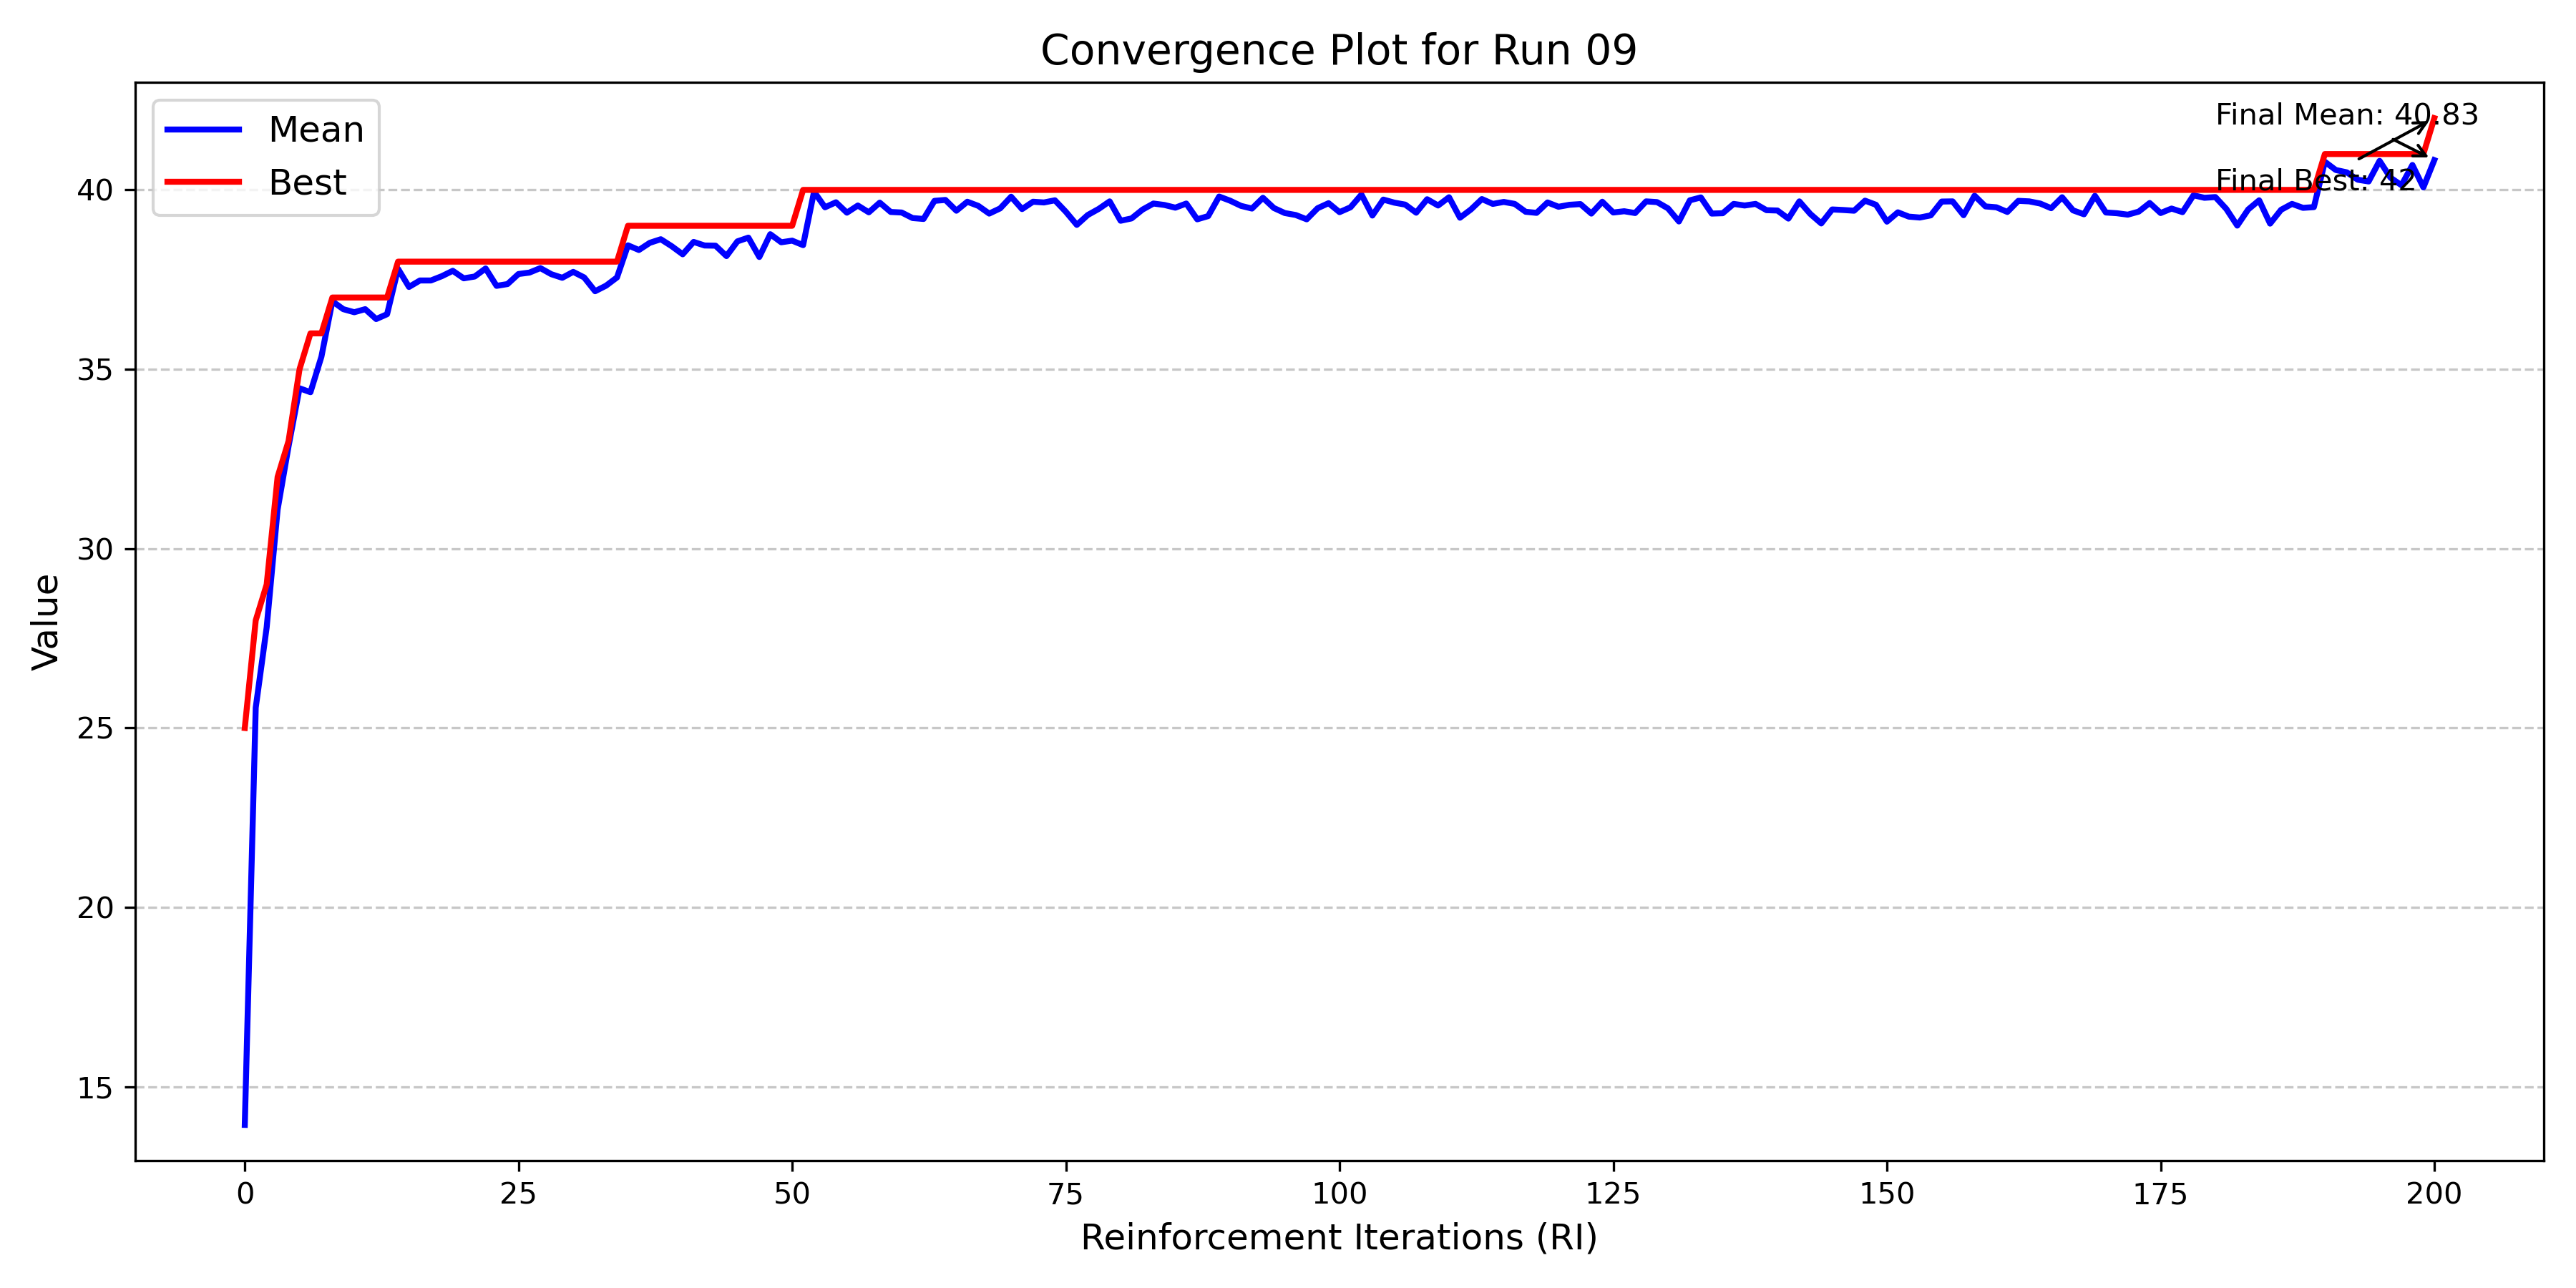 Convergence Plot for Run 09
Mean
Best
Final Mean: 40.83
Final Best: 42
Value
40
35
30
25
20
15
0 25 50 75 100 125 150 175 200
Reinforcement Iterations (RI)